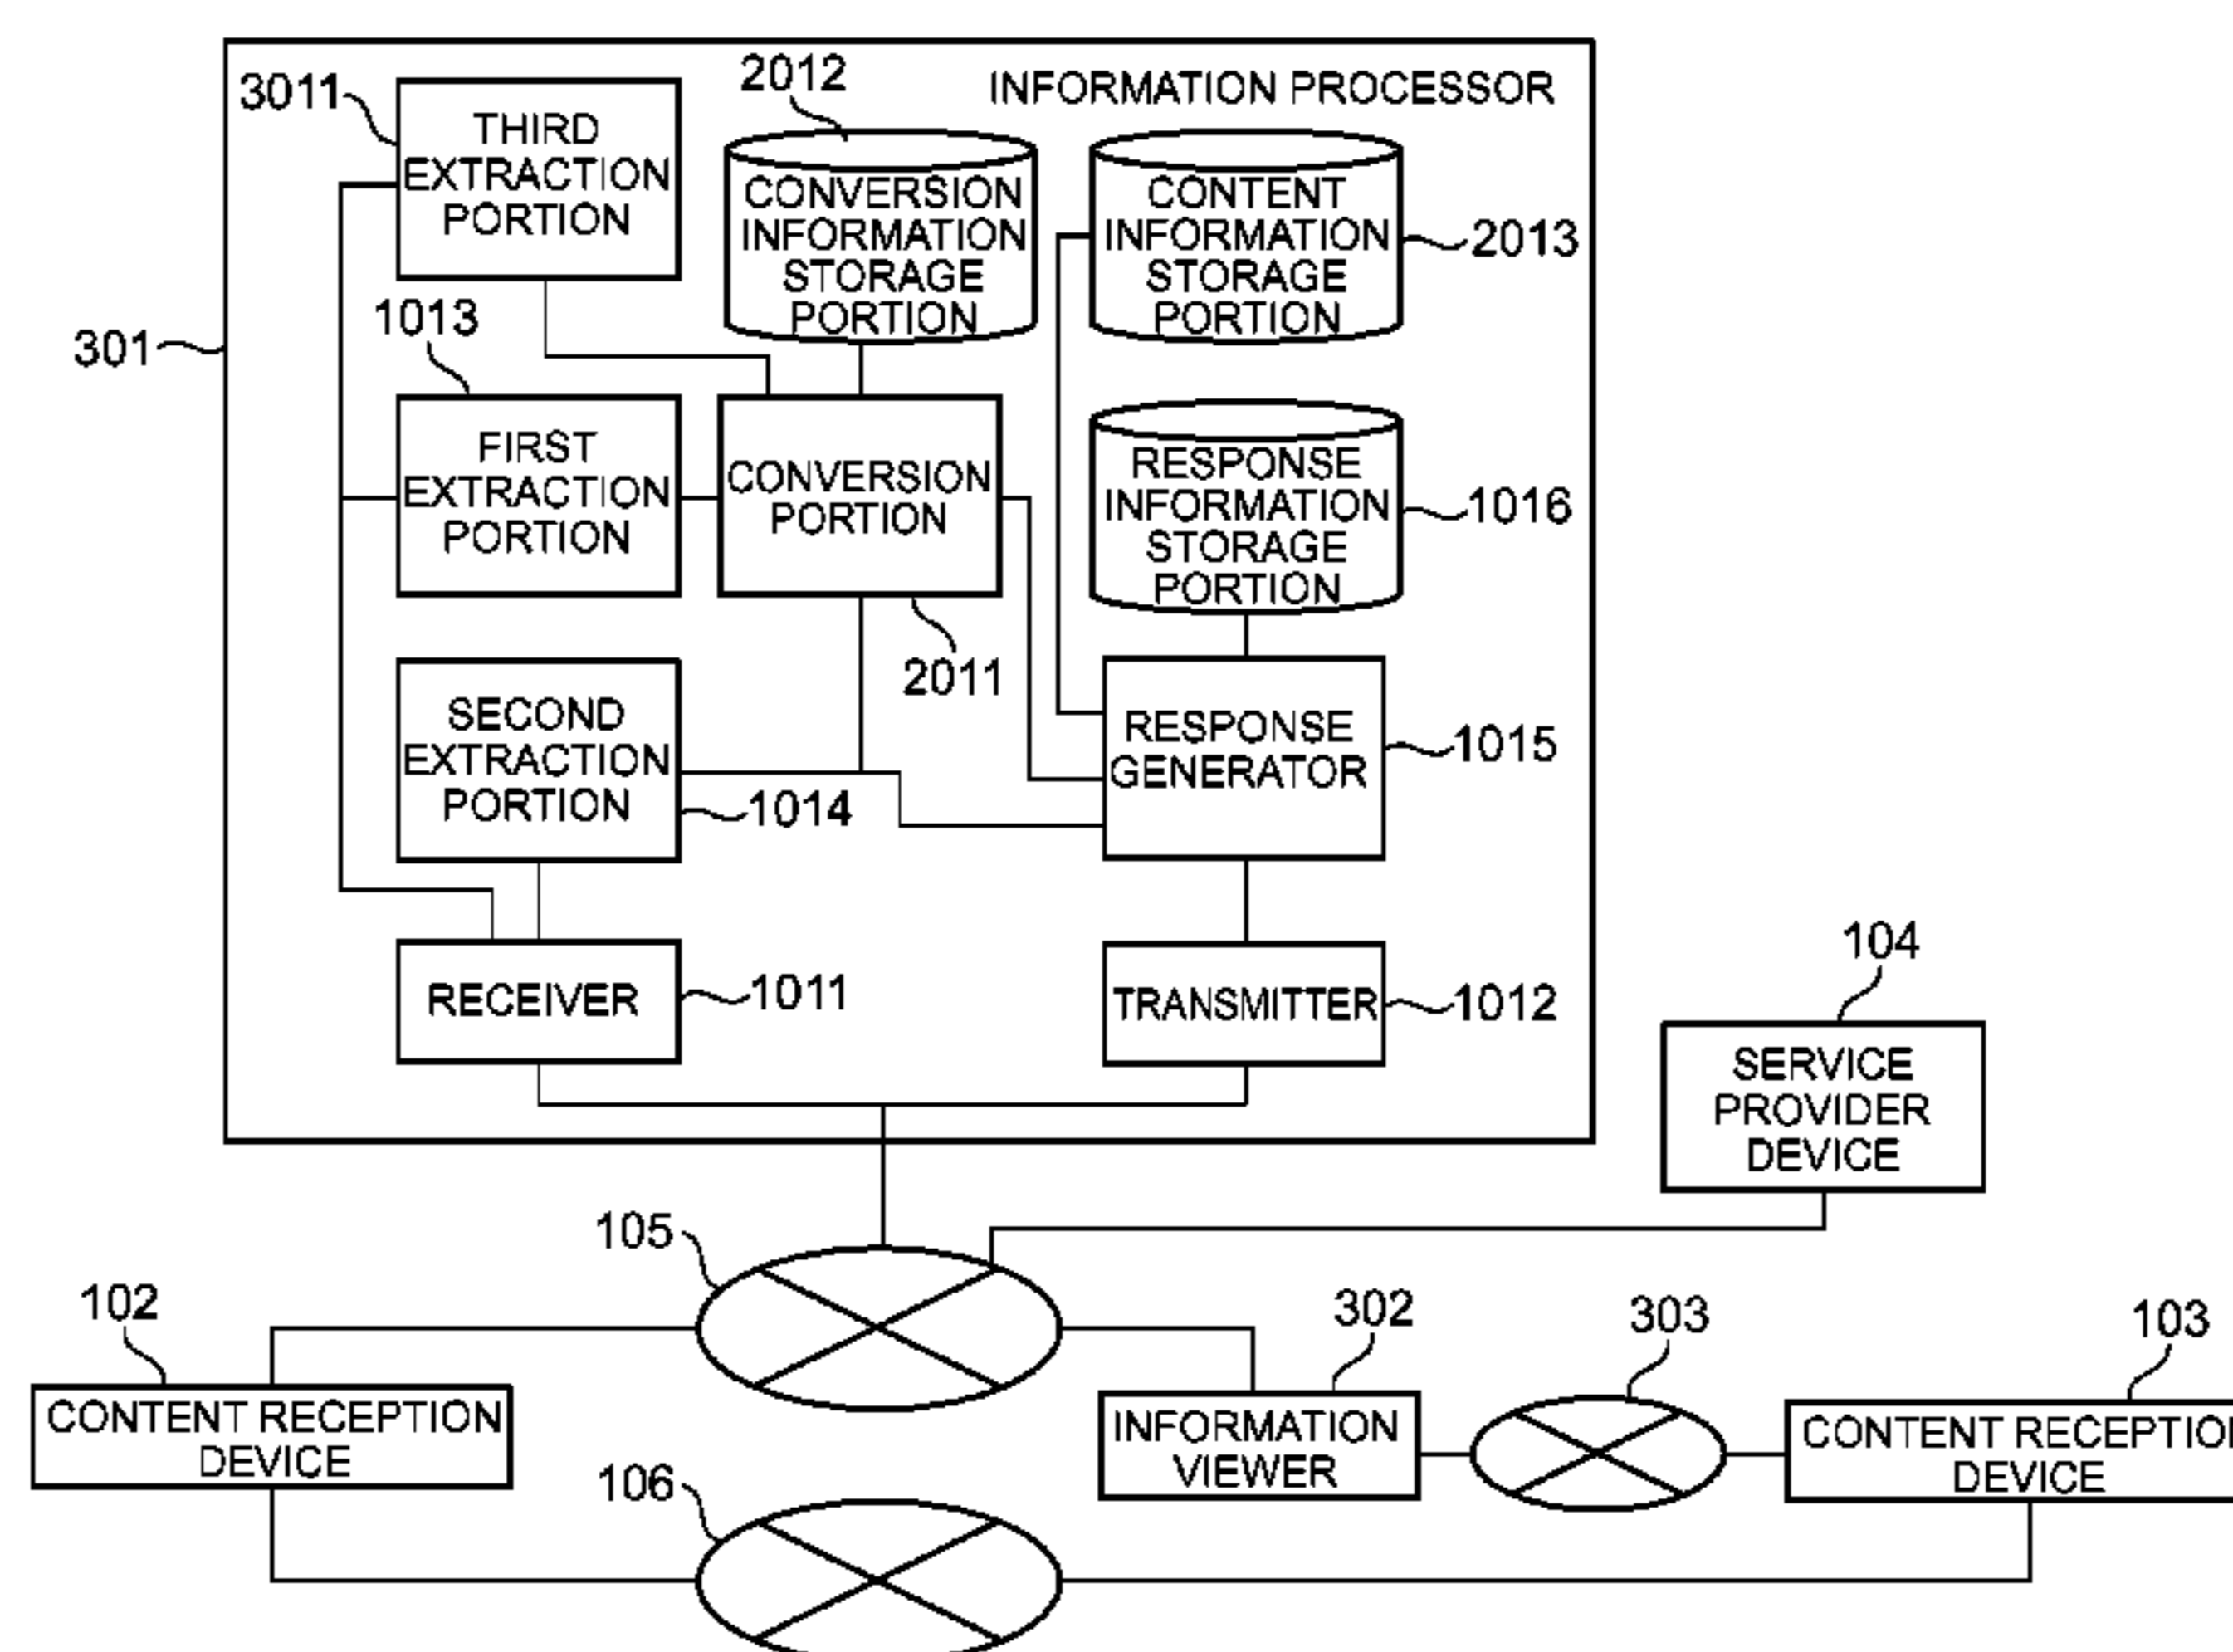 2012
INFORMATION PROCESSOR
3011
THIRD
EXTRACTION
PORTION
CONVERSION
INFORMATION
STORAGE
PORTION
CONTENT
INFORMATION
STORAGE
PORTION
2013
301
1013
FIRST
EXTRACTION
PORTION
CONVERSION
PORTION
RESPONSE
INFORMATION
STORAGE
PORTION
1016
2011
SECOND
EXTRACTION
PORTION
1014
RESPONSE
GENERATOR
1015
RECEIVER
1011
TRANSMITTER
1012
104
SERVICE
PROVIDER
DEVICE
105
102
302
303
103
CONTENT RECEPTION
DEVICE
INFORMATION
VIEWER
CONTENT RECEPTIO
DEVICE
106